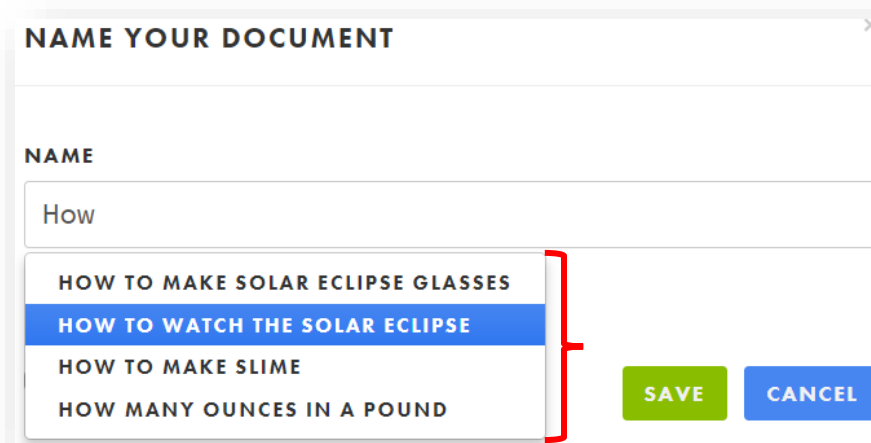 NAME YOUR DOCUMENT
NAME
How
HOW TO MAKE SOLAR ECLIPSE GLASSES
HOW TO WATCH THE SOLAR ECLIPSE
HOW TO MAKE SLIME
HOW MANY OUNCES IN A POUND
SAVE CANCEL